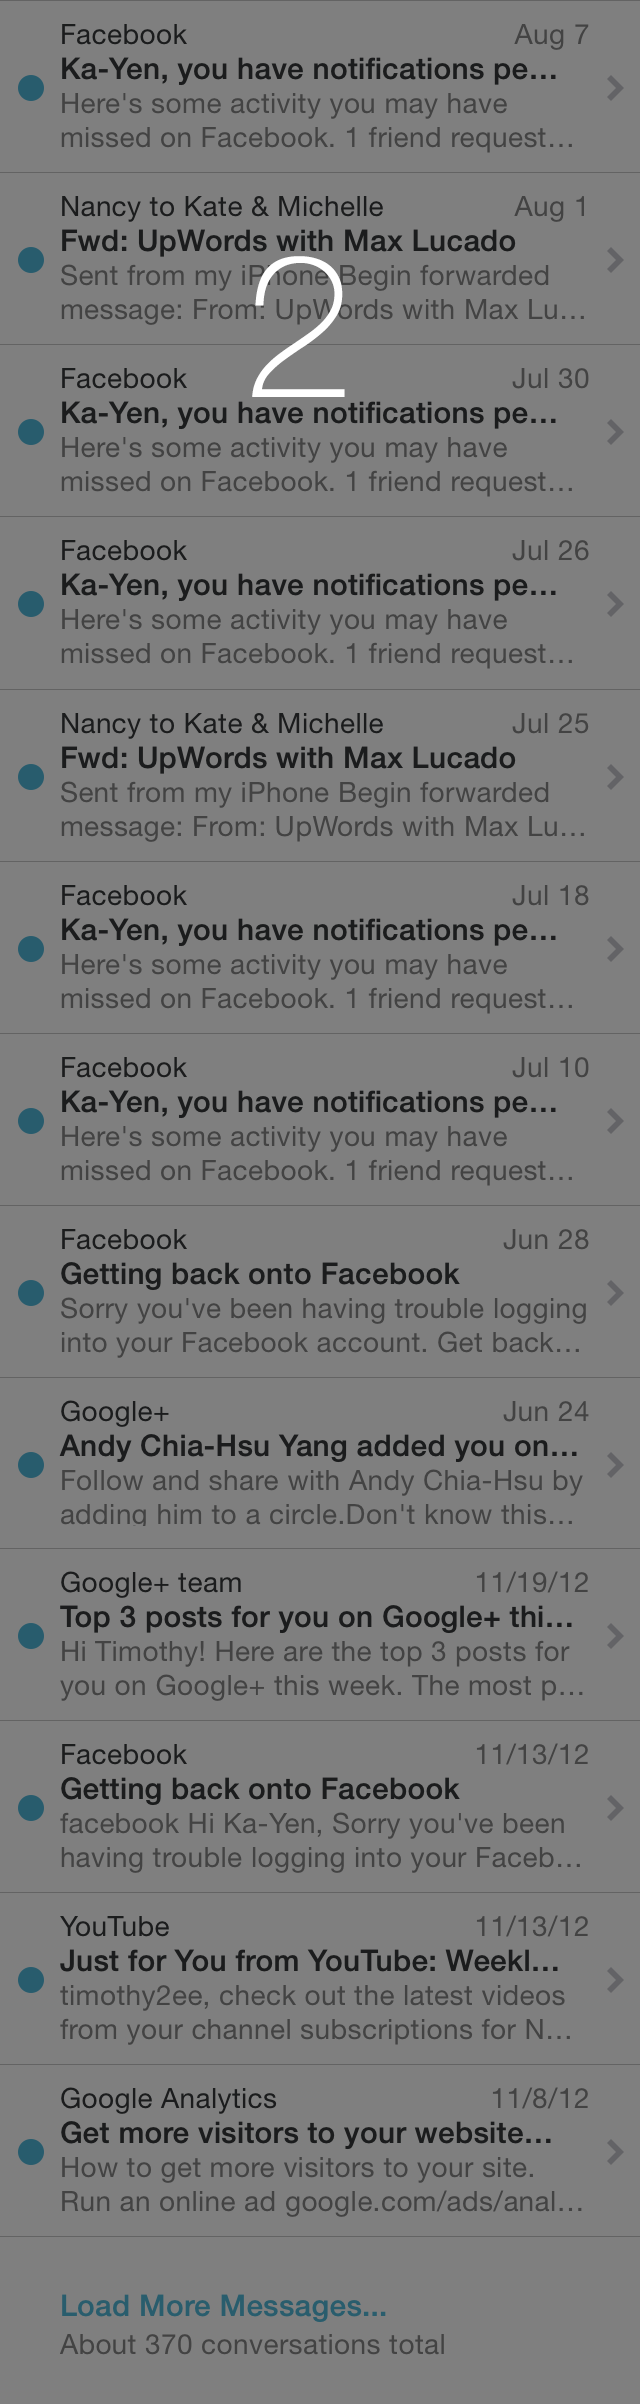 Facebook Aug 7
Ka-Yen, you have notifications pe...
Here's some activity you may have
missed on Facebook. 1 friend request...
Nancy to Kate & Michelle Aug 1
Fwd: UpWords with Max Lucado
Sent from my iPhone Begin forwarded
message: From: UpWords with Max Lu...
2
Facebook Jul 30
Ka-Yen, you have notifications pe...
Here's some activity you may have
missed on Facebook. 1 friend request...
Facebook Jul 26
Ka-Yen, you have notifications pe...
Here's some activity you may have
missed on Facebook. 1 friend request...
Nancy to Kate & Michelle Jul 25
Fwd: UpWords with Max Lucado
Sent from my iPhone Begin forwarded
message: From: UpWords with Max Lu...
Facebook Jul 18
Ka-Yen, you have notifications pe...
Here's some activity you may have
missed on Facebook. 1 friend request...
Facebook Jul 10
Ka-Yen, you have notifications pe...
Here's some activity you may have
missed on Facebook. 1 friend request...
Facebook Jun 28
Getting back onto Facebook
Sorry you've been having trouble logging
into your Facebook account. Get back...
Google+ Jun 24
Andy Chia-Hsu Yang added you on...
Follow and share with Andy Chia-Hsu by
adding him to a circle.Don't know this...
Google+ team 11/19/12
Top 3 posts for you on Google+ thi...
Hi Timothy! Here are the top 3 posts for
you on Google+ this week. The most p...
Facebook 11/13/12
Getting back onto Facebook
facebook Hi Ka-Yen, Sorry you've been
having trouble logging into your Faceb...
YouTube 11/13/12
Just for You from YouTube: Weekl...
timothy2ee, check out the latest videos
from your channel subscriptions for N...
Google Analytics 11/8/12
Get more visitors to your website...
How to get more visitors to your site.
Run an online ad google.com/ads/anal...
Load More Messages...
About 370 conversations total